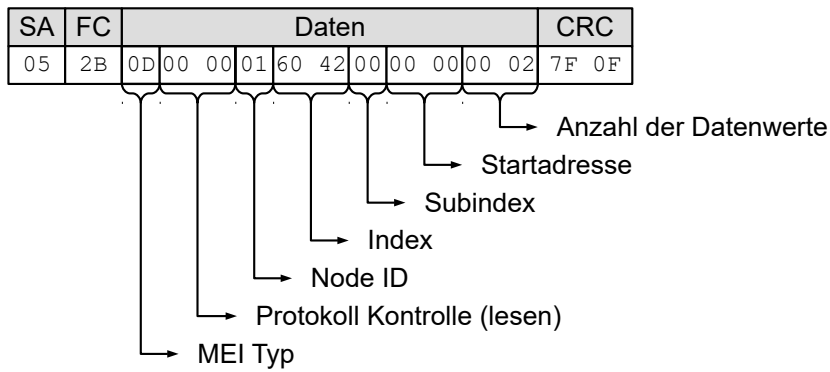 SA FC Daten CRC
05 2B 0D 00 00 01 60 42 00 00 00 00 02 7F 0F
Anzahl der Datenwerte
Startadresse
Subindex
Index
Node ID
Protokoll Kontrolle (lesen)
MEI Typ